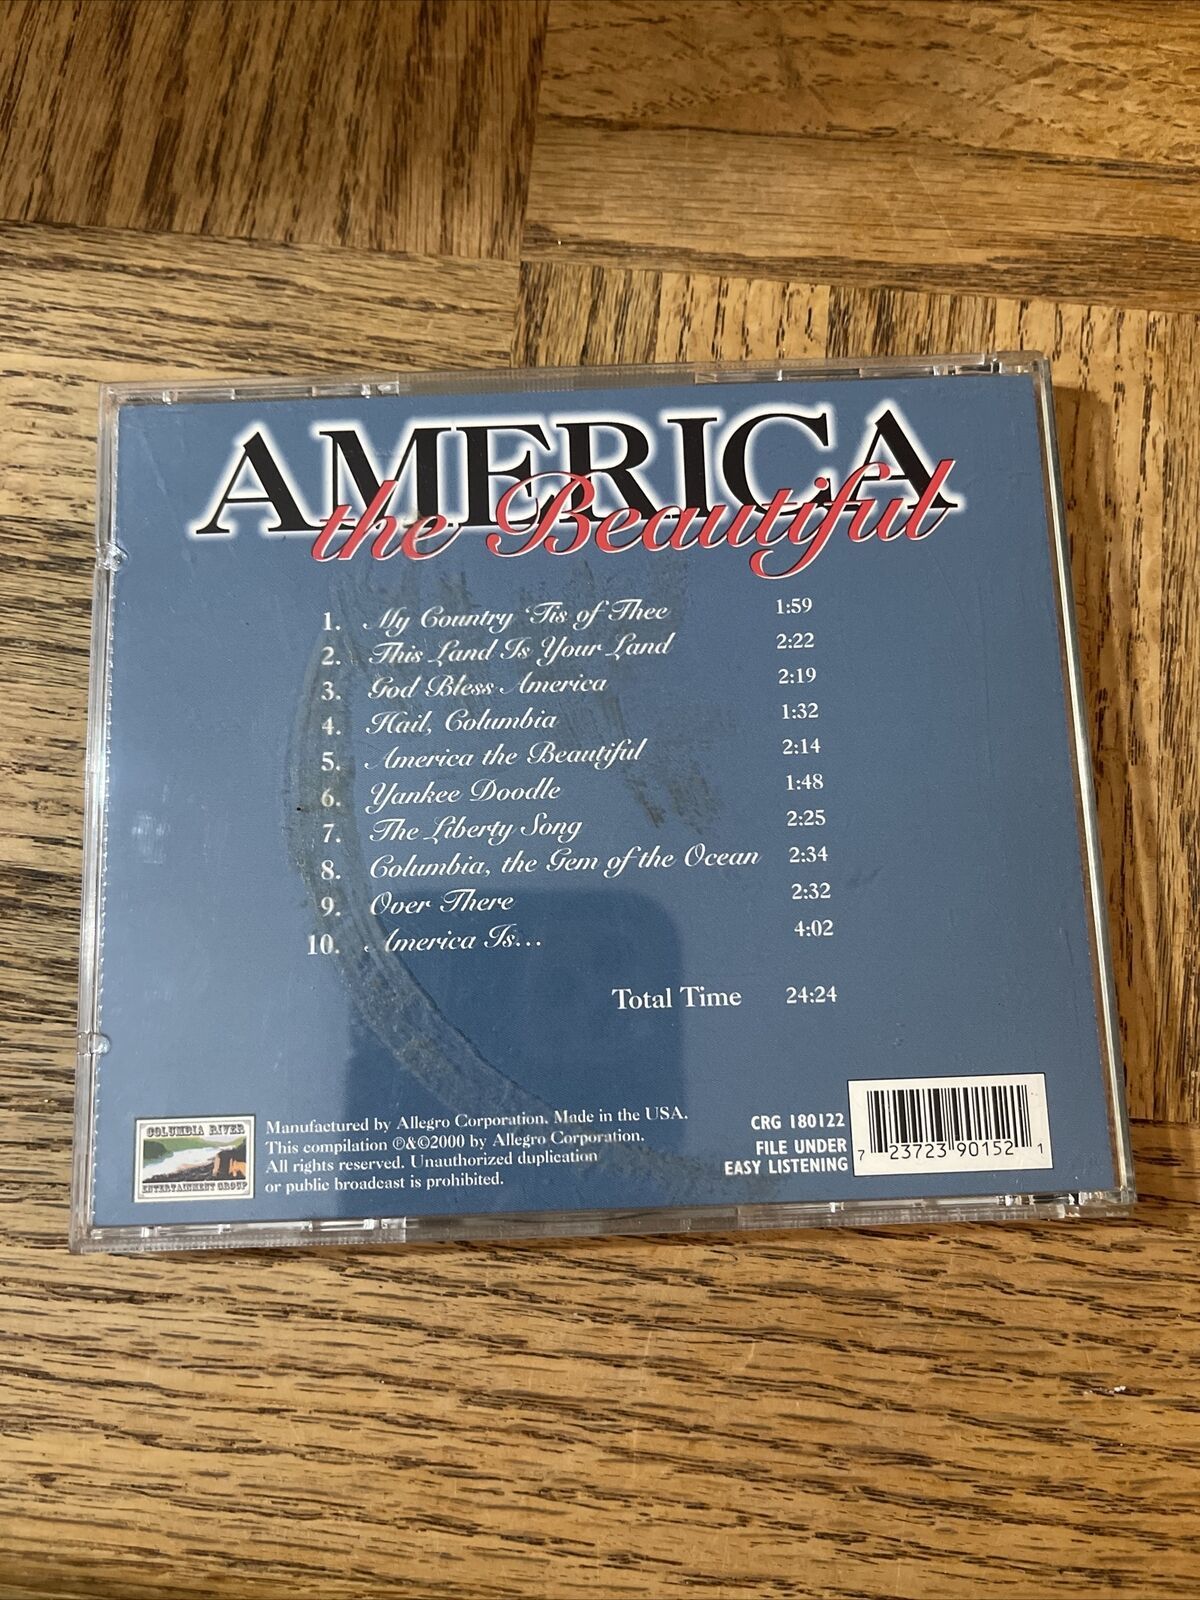 AMERICA
the Beautiful
1. My Country 'Tis of Thee 1:59
2. This Land Is Your Land 2:22
3. God Bless America 2:19
4. Hail, Columbia 1:32
5. America the Beautiful 2:14
6. Yankee Doodle 1:48
7. The Liberty Song 2:25
8. Columbia, the Gem of the Ocean 2:34
9. Over There 2:32
10. America Is... 4:02
Total Time 24:24
COLUMBIA RIVER
ENTERTAINMENT GROUP
Manufactured by Allegro Corporation. Made in the USA.
This compilation ℗&©2000 by Allegro Corporation.
All rights reserved. Unauthorized duplication
or public broadcast is prohibited.
CRG 180122
FILE UNDER
EASY LISTENING
7 23723 90152 1